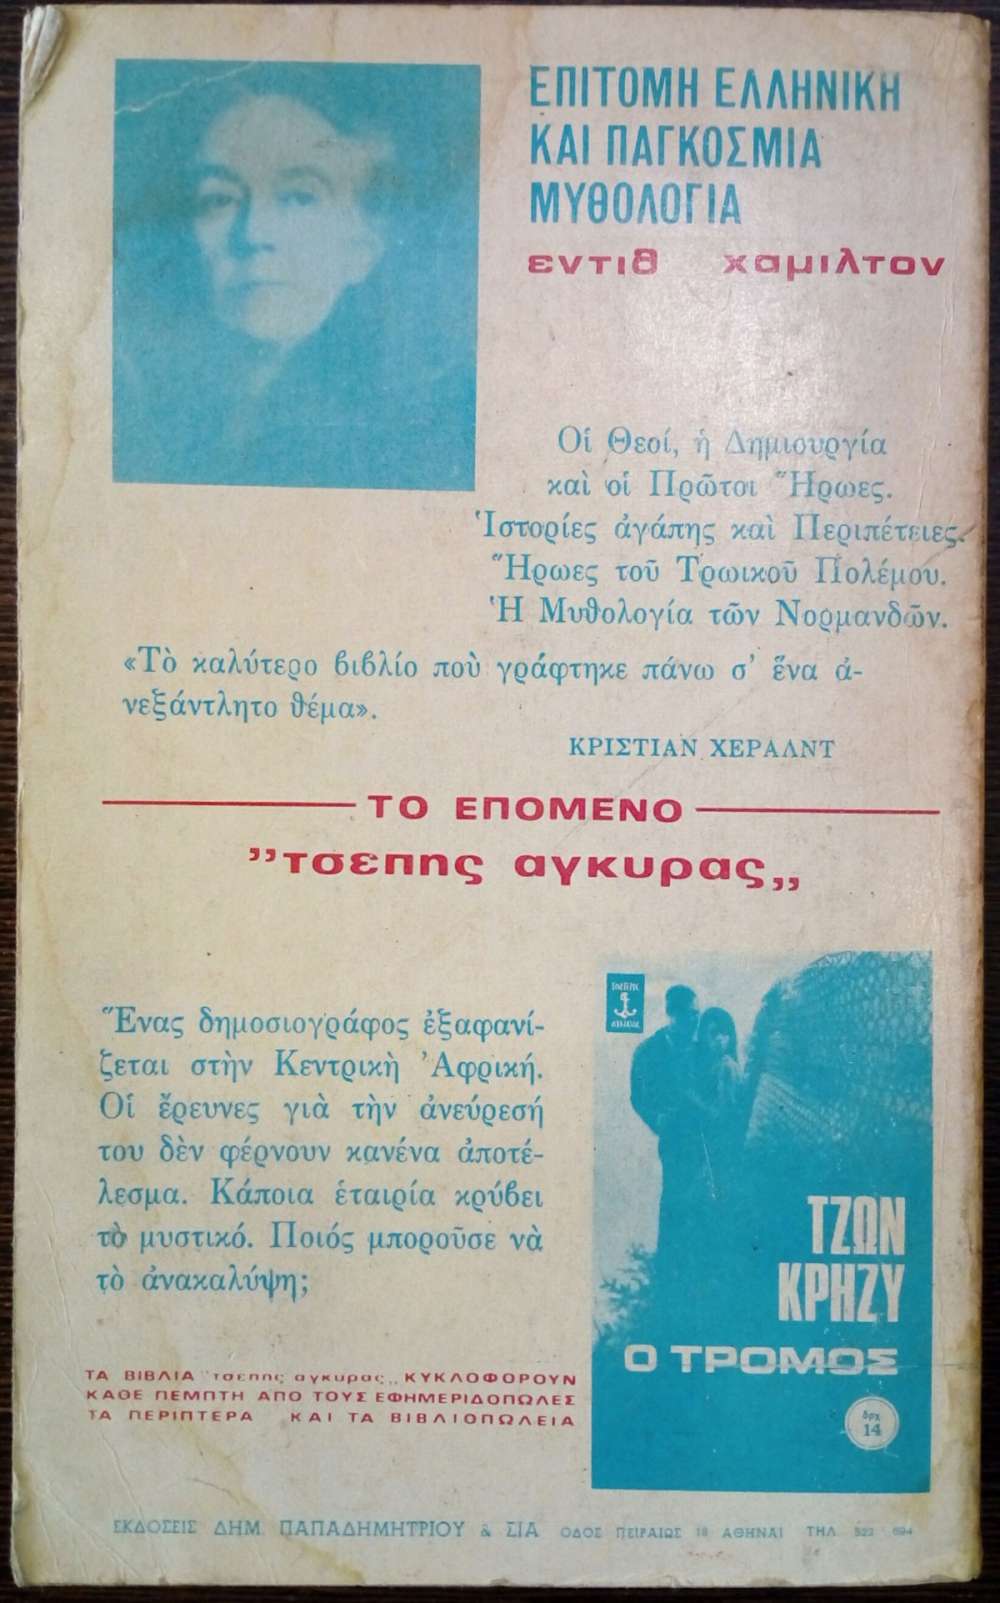 ΕΠΙΤΟΜΗ ΕΛΛΗΝΙΚΗ
ΚΑΙ ΠΑΓΚΟΣΜΙΑ
ΜΥΘΟΛΟΓΙΑ
εντιθ χαμιλτον
Οἱ Θεοί, ἡ Δημιουργία
καὶ οἱ Πρῶτοι Ἥρωες.
Ἱστορίες ἀγάπης καὶ Περιπέτειες.
Ἥρωες τοῦ Τρωικοῦ Πολέμου.
Ἡ Μυθολογία τῶν Νορμανδῶν.
«Τὸ καλύτερο βιβλίο ποὺ γράφτηκε πάνω σ' ἕνα ἀ-
νεξάντλητο θέμα».
ΚΡΙΣΤΙΑΝ ΧΕΡΑΛΝΤ
ΤΟ ΕΠΟΜΕΝΟ
”τσεπης αγκυρας„
Ἕνας δημοσιογράφος ἐξαφανί-
ζεται στὴν Κεντρικὴ Ἀφρική.
Οἱ ἔρευνες γιὰ τὴν ἀνεύρεσή
του δὲν φέρνουν κανένα ἀποτέ-
λεσμα. Κάποια ἑταιρία κρύβει
τὸ μυστικό. Ποιός μποροῦσε νὰ
τὸ ἀνακαλύψη;
ΤΖΩΝ
ΚΡΗΖΥ
Ο ΤΡΟΜΟΣ
δρχ
14
ΤΑ ΒΙΒΛΙΑ ”τσεπης αγκυρας„ ΚΥΚΛΟΦΟΡΟΥΝ
ΚΑΘΕ ΠΕΜΠΤΗ ΑΠΟ ΤΟΥΣ ΕΦΗΜΕΡΙΔΟΠΩΛΕΣ
ΤΑ ΠΕΡΙΠΤΕΡΑ ΚΑΙ ΤΑ ΒΙΒΛΙΟΠΩΛΕΙΑ
ΕΚΔΟΣΕΙΣ ΔΗΜ. ΠΑΠΑΔΗΜΗΤΡΙΟΥ & ΣΙΑ ΟΔΟΣ ΠΕΙΡΑΙΩΣ 18 ΑΘΗΝΑΙ ΤΗΛ. 522 694